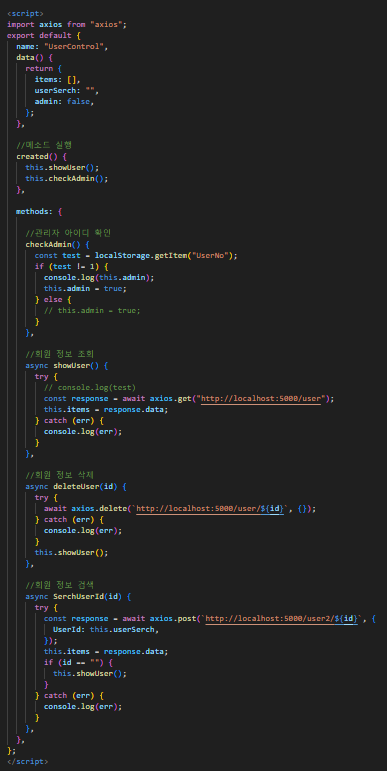 <script>
import axios from "axios";
export default {
  name: "UserControl",
  data() {
    return {
      items: [],
      userSerch: "",
      admin: false,
    };
  },

  //메소드 실행
  created() {
    this.showUser();
    this.checkAdmin();
  },

  methods: {

    //관리자 아이디 확인
    checkAdmin() {
      const test = localStorage.getItem("UserNo");
      if (test != 1) {
        console.log(this.admin);
        this.admin = true;
      } else {
        // this.admin = true;
      }
    },

    //회원 정보 조회
    async showUser() {
      try {
        // console.log(test)
        const response = await axios.get("http://localhost:5000/user");
        this.items = response.data;
      } catch (err) {
        console.log(err);
      }
    },

    //회원 정보 삭제
    async deleteUser(id) {
      try {
        await axios.delete(`http://localhost:5000/user/${id}`, {});
      } catch (err) {
        console.log(err);
      }
      this.showUser();
    },

    //회원 정보 검색
    async SerchUserId(id) {
      try {
        const response = await axios.post(`http://localhost:5000/user2/${id}`, {
          UserId: this.userSerch,
        });
        this.items = response.data;
        if (id == "") {
          this.showUser();
        }
      } catch (err) {
        console.log(err);
      }
    },
  },
};
</script>